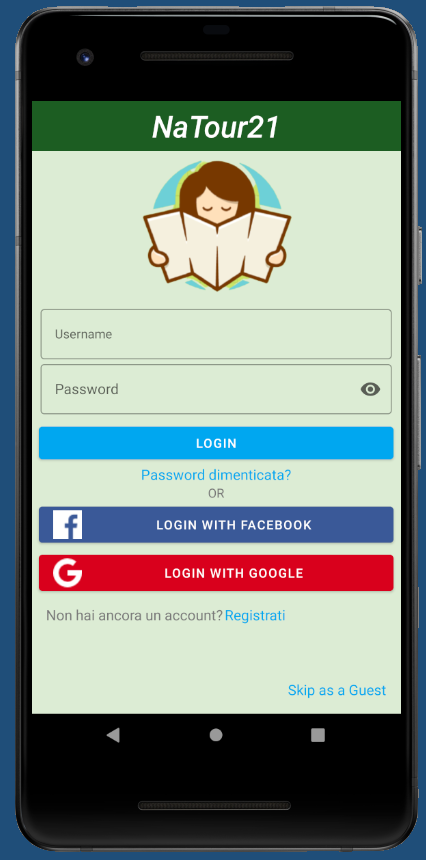 NaTour21
Username
Password
LOGIN
Password dimenticata?
OR
LOGIN WITH FACEBOOK
LOGIN WITH GOOGLE
Non hai ancora un account? Registrati
Skip as a Guest